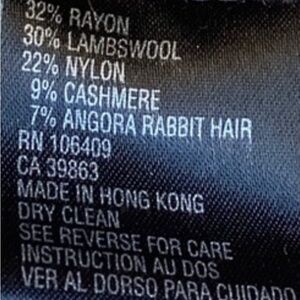 32% RAYON
30% LAMBSWOOL
22% NYLON
9% CASHMERE
7% ANGORA RABBIT HAIR
RN 106409
CA 39863
MADE IN HONG KONG
DRY CLEAN
SEE REVERSE FOR CARE
INSTRUCTION AU DOS
VER AL DORSO PARA CUIDADO